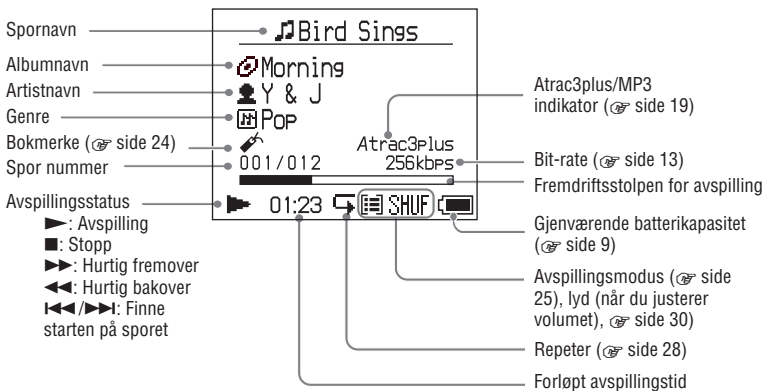 Spornavn
Albumnavn
Artistnavn
Genre
Bokmerke (☞ side 24)
Spor nummer
Avspillingsstatus
►: Avspilling
■: Stopp
►►: Hurtig fremover
◄◄: Hurtig bakover
I◄◄/►►I: Finne
starten på sporet
Bird Sings
Morning
Y & J
Pop
Atrac3plus
001/012
256kbps
01:23
SHUF
Atrac3plus/MP3
indikator (☞ side 19)
Bit-rate (☞ side 13)
Fremdriftsstolpen for avspilling
Gjenværende batterikapasitet
(☞ side 9)
Avspillingsmodus (☞ side
25), lyd (når du justerer
volumet), ☞ side 30)
Repeter (☞ side 28)
Forløpt avspillingstid